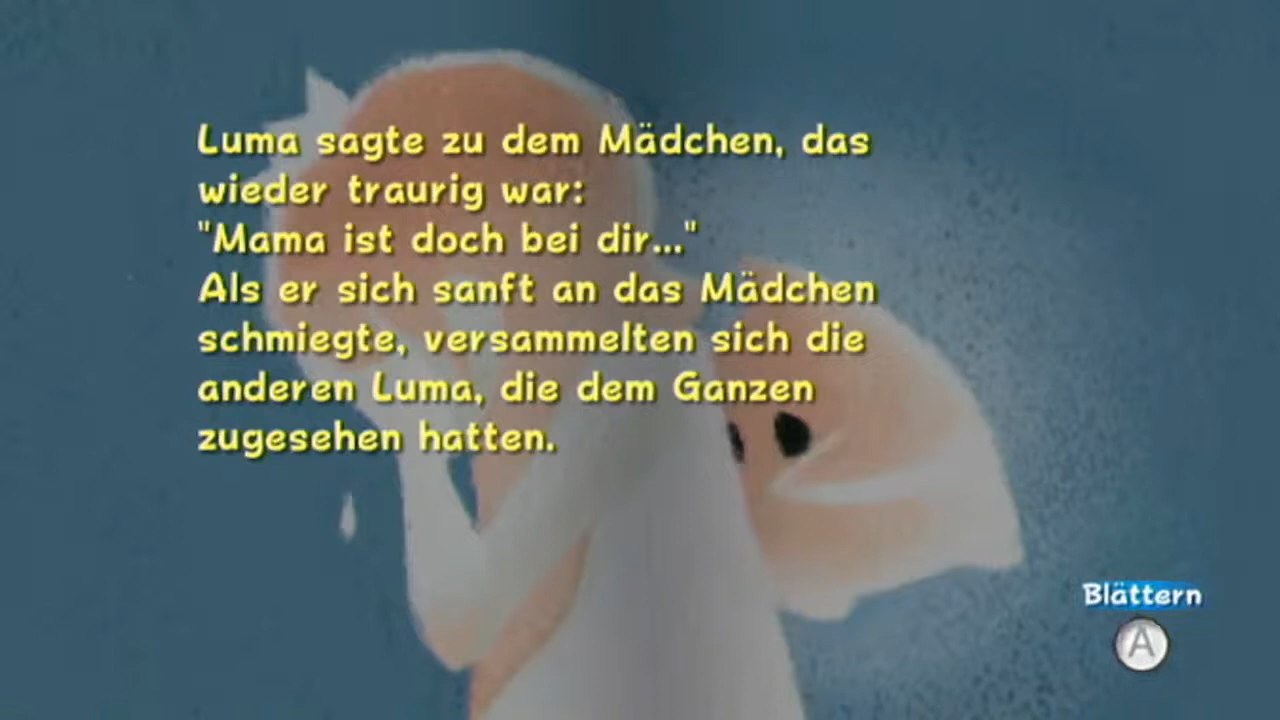 Luma sagte zu dem Mädchen, das
wieder traurig war:
"Mama ist doch bei dir..."
Als er sich sanft an das Mädchen
schmiegte, versammelten sich die
anderen Luma, die dem Ganzen
zugesehen hatten.
Blättern
A